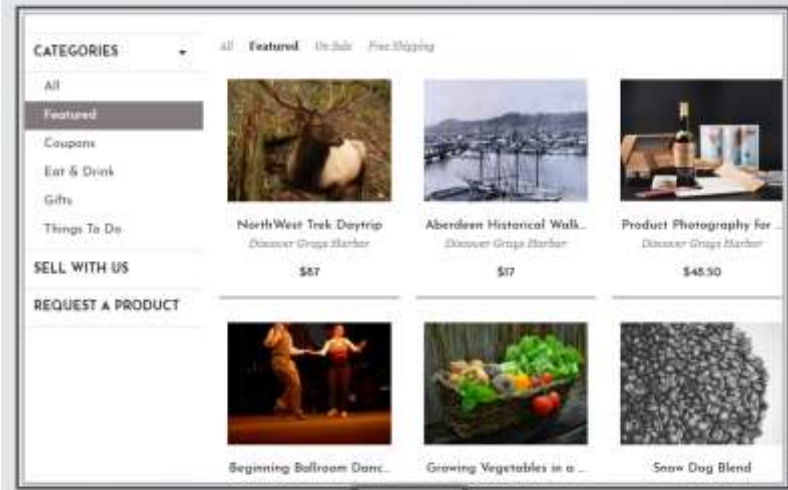 CATEGORIES
All
Featured
Coupons
Eat & Drink
Gifts
Things To Do
SELL WITH US
REQUEST A PRODUCT
All Featured On Sale Free Shipping
NorthWest Trek Daytrip
Discover Grays Harbor
$87
Aberdeen Historical Walk...
Discover Grays Harbor
$17
Product Photography for ...
Discover Grays Harbor
$48.50
Beginning Ballroom Danc...
Growing Vegetables in a ...
Snow Dog Blend